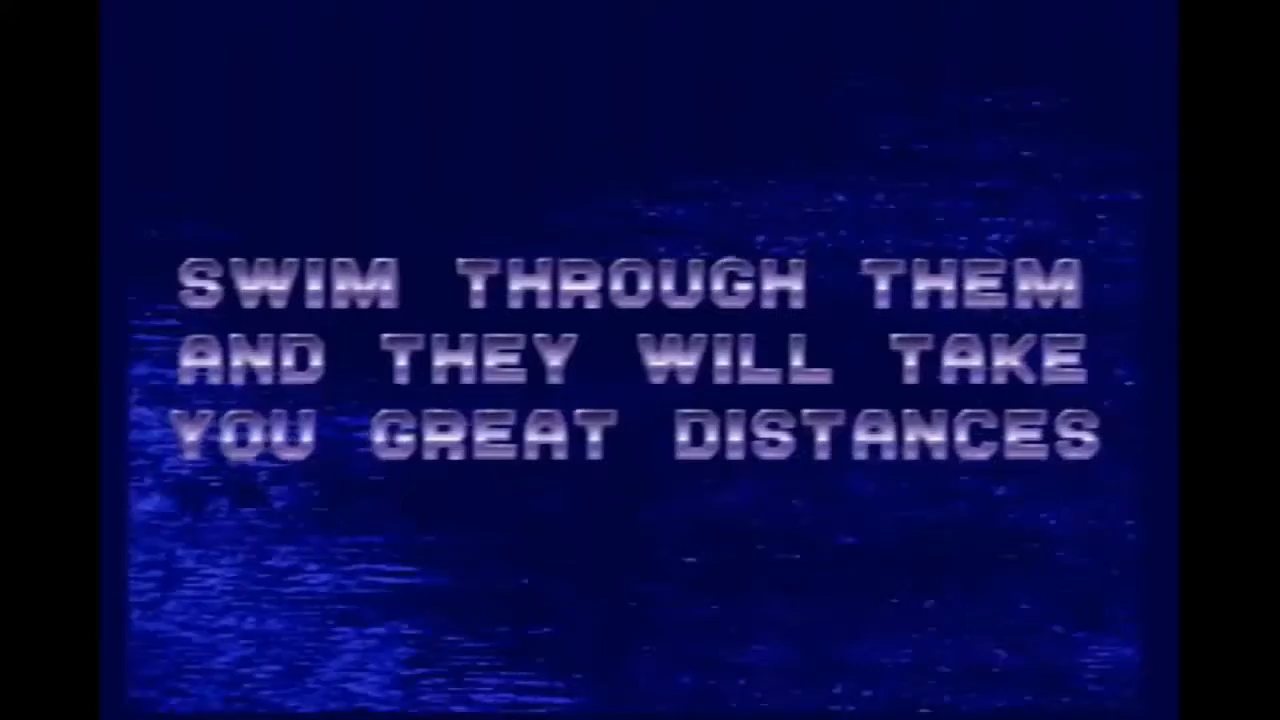 SWIM THROUGH THEM
AND THEY WILL TAKE
YOU GREAT DISTANCES